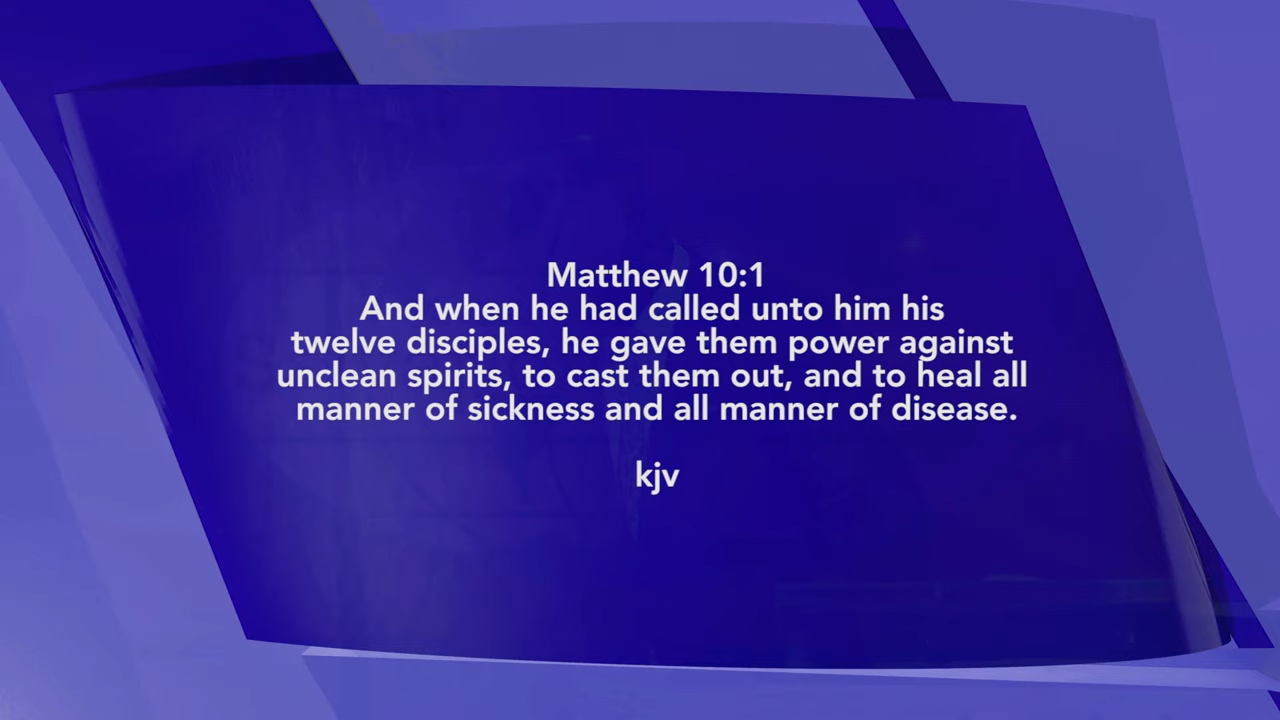 Matthew 10:1
And when he had called unto him his
twelve disciples, he gave them power against
unclean spirits, to cast them out, and to heal all
manner of sickness and all manner of disease.
kjv